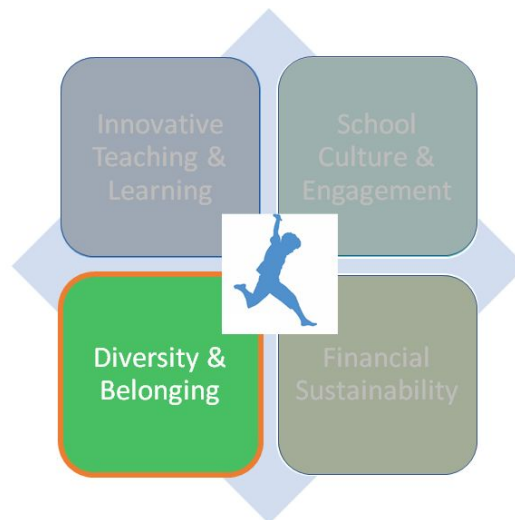 Innovative
Teaching &
Learning
School
Culture &
Engagement
Diversity &
Belonging
Financial
Sustainability